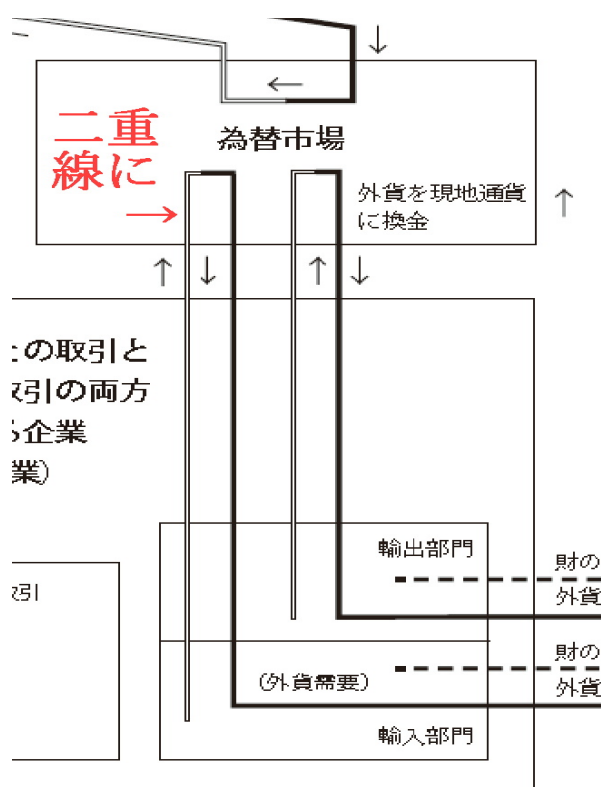 二重
線に
為替市場
外貨を現地通貨
に換金
の取引と
引の両方
企業
業)
取引
輸出部門
財の
外貨
財の
外貨
(外貨需要)
輸入部門